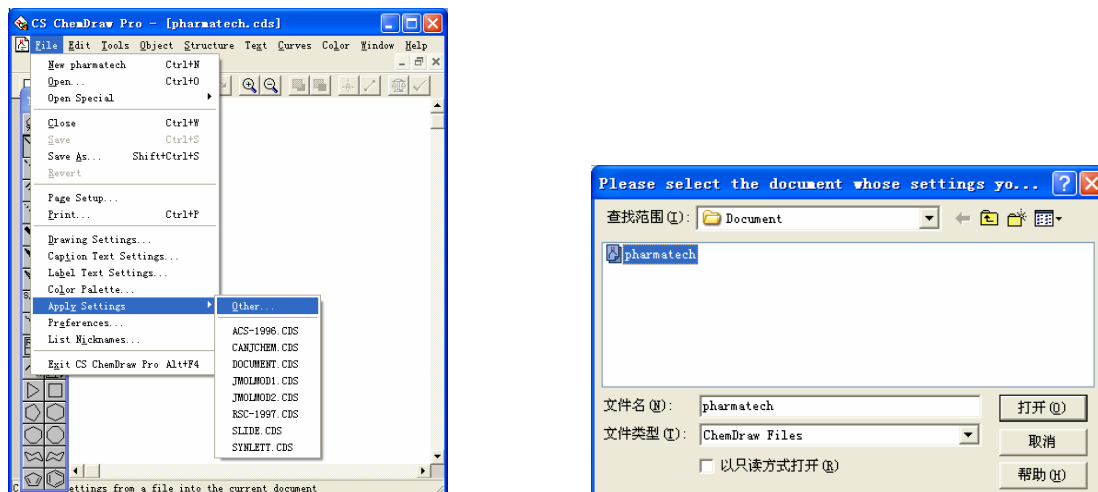 CS ChemDraw Pro - [pharmatech.cds]
File Edit Tools Object Structure Text Curves Color Window Help
New pharmatech Ctrl+N
Open... Ctrl+O
Open Special
Close Ctrl+W
Save Ctrl+S
Save As... Shift+Ctrl+S
Revert
Page Setup...
Print... Ctrl+P
Drawing Settings...
Caption Text Settings...
Label Text Settings...
Color Palette...
Apply Settings
Preferences...
List Nicknames...
Exit CS ChemDraw Pro Alt+F4
Other...
ACS-1996.CDS
CANJCHEM.CDS
DOCUMENT.CDS
JMOLMOD1.CDS
JMOLMOD2.CDS
RSC-1997.CDS
SLIDE.CDS
SYNLETT.CDS
ettings from a file into the current document
Please select the document whose settings yo...
查找范围(I): Document
pharmatech
文件名(N): pharmatech 打开(O)
文件类型(T): ChemDraw Files 取消
以只读方式打开(R) 帮助(H)